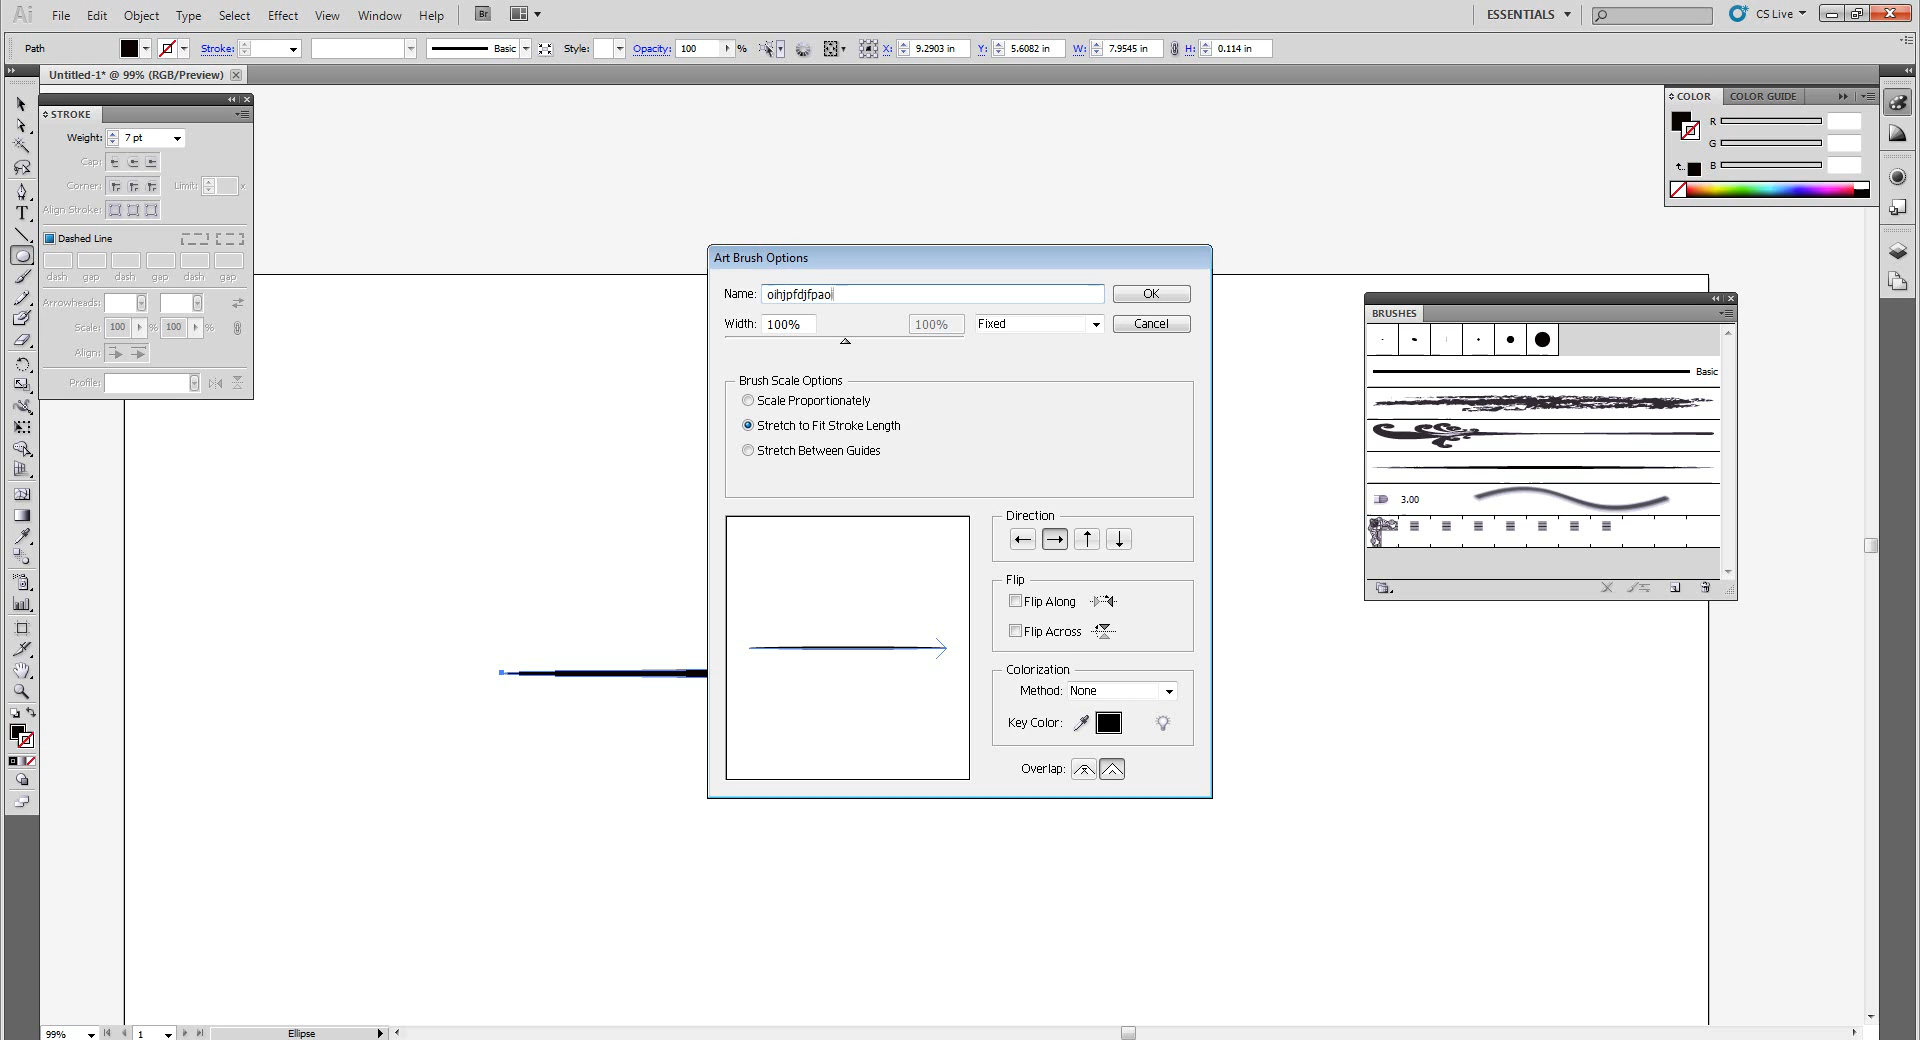 Ai File Edit Object Type Select Effect View Window Help Br ESSENTIALS CS Live
Path Stroke: Basic Style: Opacity: 100 % X: 9.2903 in Y: 5.6082 in W: 7.9545 in H: 0.114 in
Untitled-1* @ 99% (RGB/Preview)
STROKE
Weight: 7 pt
Cap:
Corner: Limit: x
Align Stroke:
Dashed Line
dash gap dash gap dash gap
Arrowheads:
Scale: 100 % 100 %
Align:
Profile:
COLOR COLOR GUIDE
R
G
B
Art Brush Options
Name: oihjpfdjfpaol
Width: 100% 100% Fixed
OK
Cancel
Brush Scale Options
Scale Proportionately
Stretch to Fit Stroke Length
Stretch Between Guides
Direction
Flip
Flip Along
Flip Across
Colorization
Method: None
Key Color:
Overlap:
BRUSHES
Basic
3.00
99% 1 Ellipse